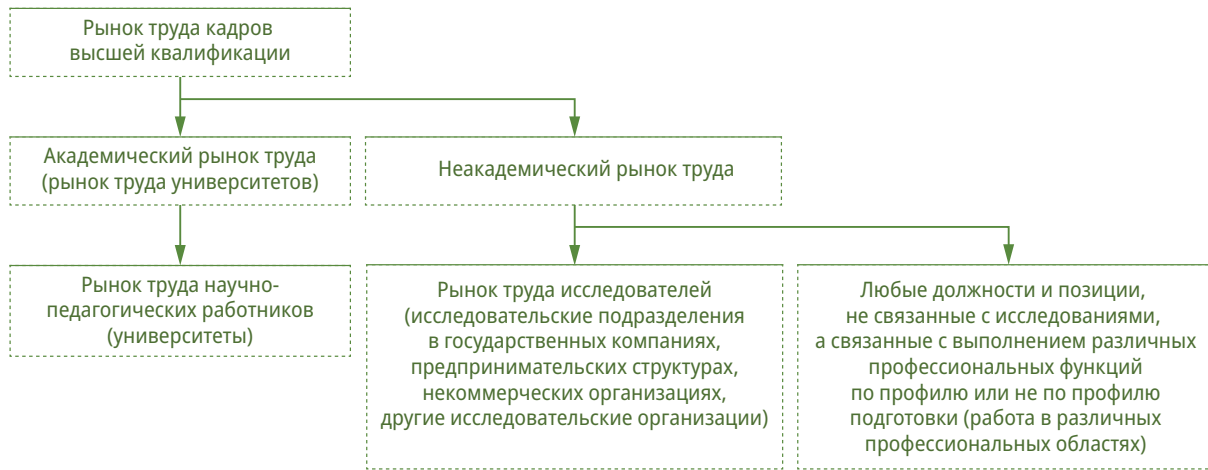 Рынок труда кадров
высшей квалификации
Академический рынок труда
(рынок труда университетов)
Неакадемический рынок труда
Рынок труда научно-
педагогических работников
(университеты)
Рынок труда исследователей
(исследовательские подразделения
в государственных компаниях,
предпринимательских структурах,
некоммерческих организациях,
другие исследовательские организации)
Любые должности и позиции,
не связанные с исследованиями,
а связанные с выполнением различных
профессиональных функций
по профилю или не по профилю
подготовки (работа в различных
профессиональных областях)